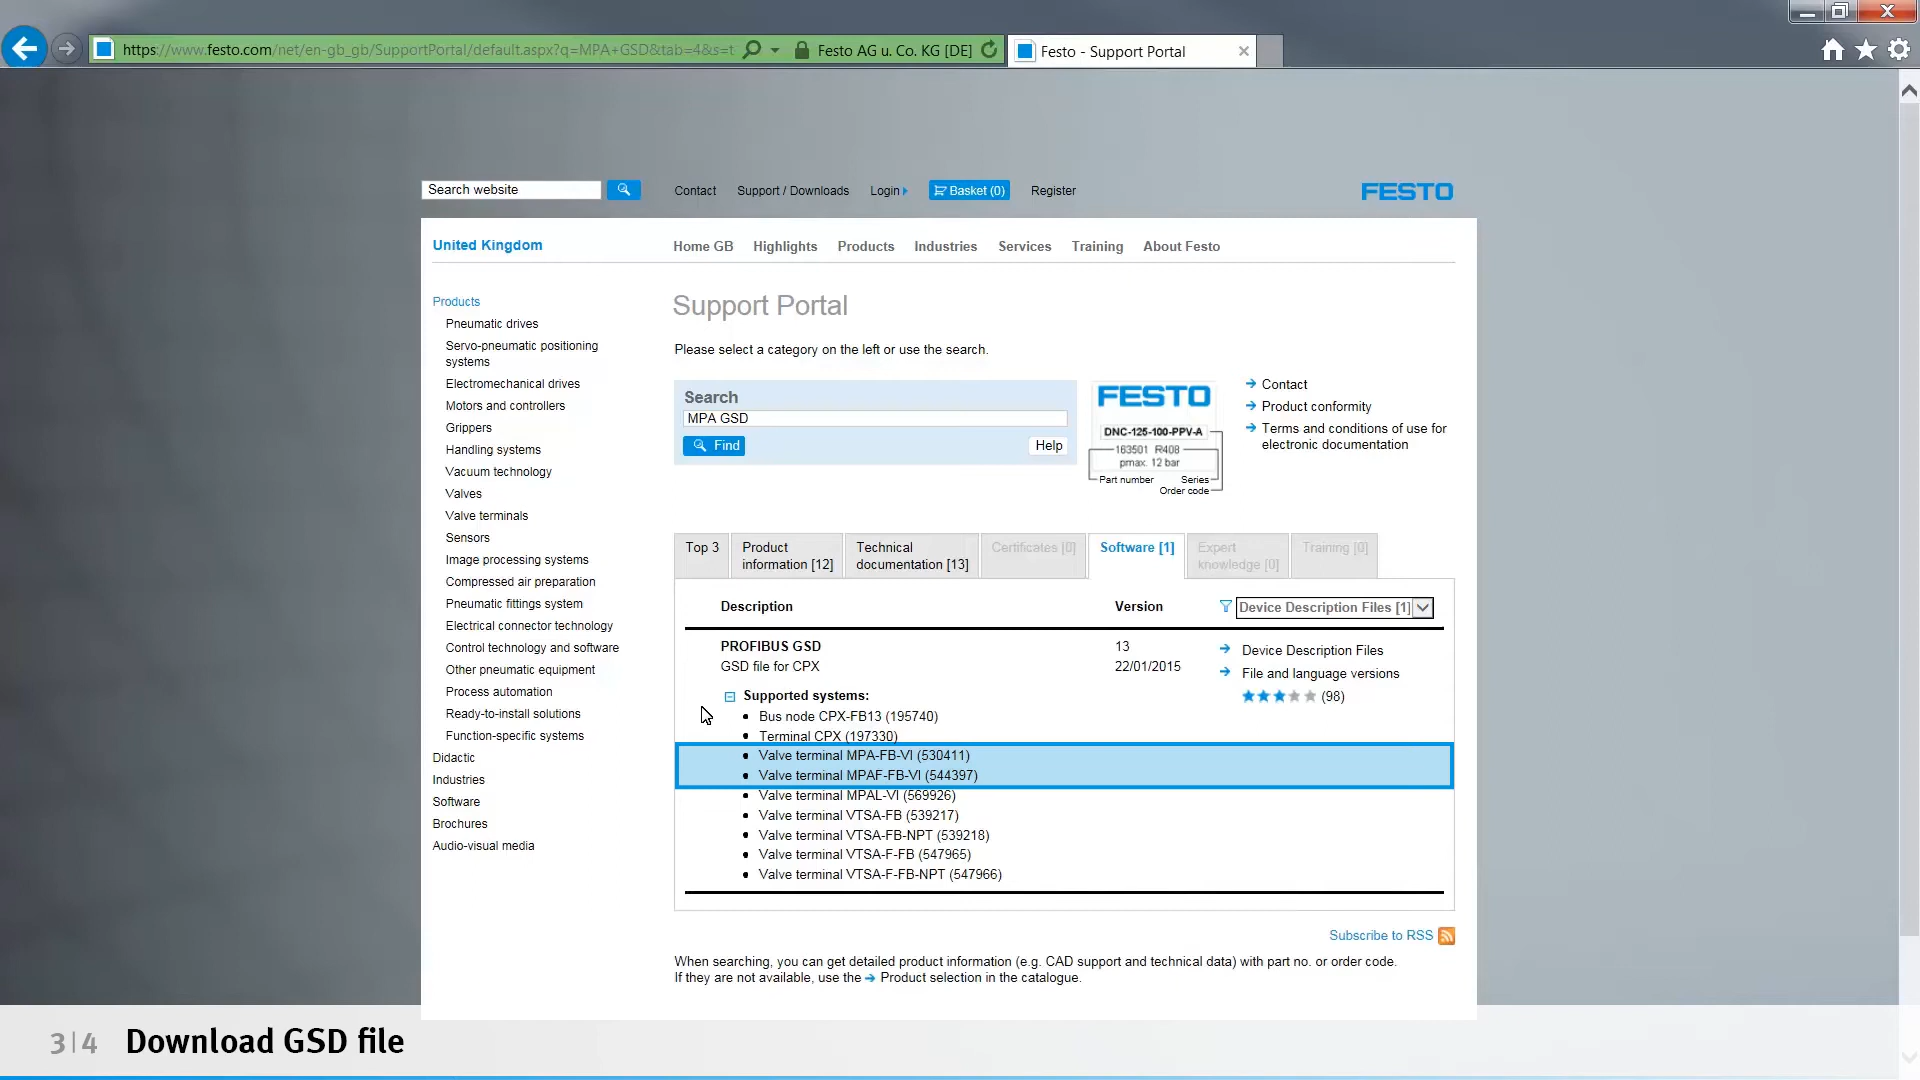 https://www.festo.com/net/en-gb_gb/SupportPortal/default.aspx?q=MPA+GSD&tab=4&s=t
Festo AG u. Co. KG [DE]
Festo - Support Portal
Search website
Contact
Support / Downloads
Login
Basket (0)
Register
FESTO
United Kingdom
Home GB
Highlights
Products
Industries
Services
Training
About Festo
Products
Pneumatic drives
Servo-pneumatic positioning
systems
Electromechanical drives
Motors and controllers
Grippers
Handling systems
Vacuum technology
Valves
Valve terminals
Sensors
Image processing systems
Compressed air preparation
Pneumatic fittings system
Electrical connector technology
Control technology and software
Other pneumatic equipment
Process automation
Ready-to-install solutions
Function-specific systems
Didactic
Industries
Software
Brochures
Audio-visual media
Support Portal
Please select a category on the left or use the search.
Search
MPA GSD
Find
Help
FESTO
DNC-125-100-PPV-A
163501 R408
pmax. 12 bar
Part number
Series
Order code
Contact
Product conformity
Terms and conditions of use for
electronic documentation
Top 3
Product
information [12]
Technical
documentation [13]
Certificates [0]
Software [1]
Expert
knowledge [0]
Training [0]
Description
Version
Device Description Files [1]
PROFIBUS GSD
13
Device Description Files
GSD file for CPX
22/01/2015
File and language versions
(98)
Supported systems:
Bus node CPX-FB13 (195740)
Terminal CPX (197330)
Valve terminal MPA-FB-VI (530411)
Valve terminal MPAF-FB-VI (544397)
Valve terminal MPAL-VI (569926)
Valve terminal VTSA-FB (539217)
Valve terminal VTSA-FB-NPT (539218)
Valve terminal VTSA-F-FB (547965)
Valve terminal VTSA-F-FB-NPT (547966)
Subscribe to RSS
When searching, you can get detailed product information (e.g. CAD support and technical data) with part no. or order code.
If they are not available, use the Product selection in the catalogue.
3|4 Download GSD file